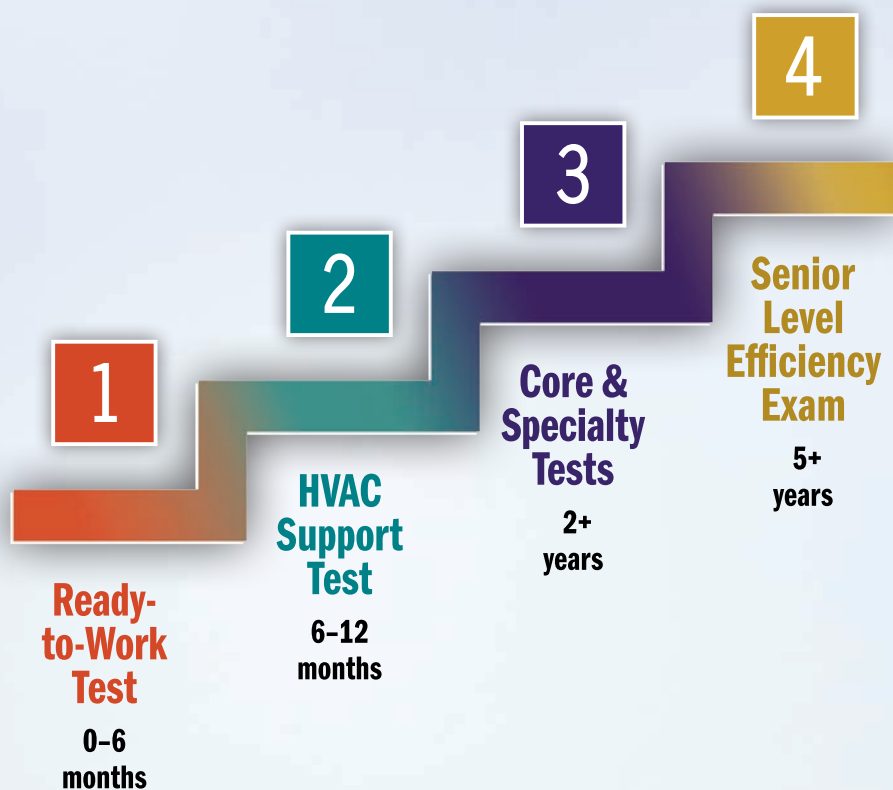 1
Ready-
to-Work
Test
0–6
months
2
HVAC
Support
Test
6–12
months
3
Core &
Specialty
Tests
2+
years
4
Senior
Level
Efficiency
Exam
5+
years